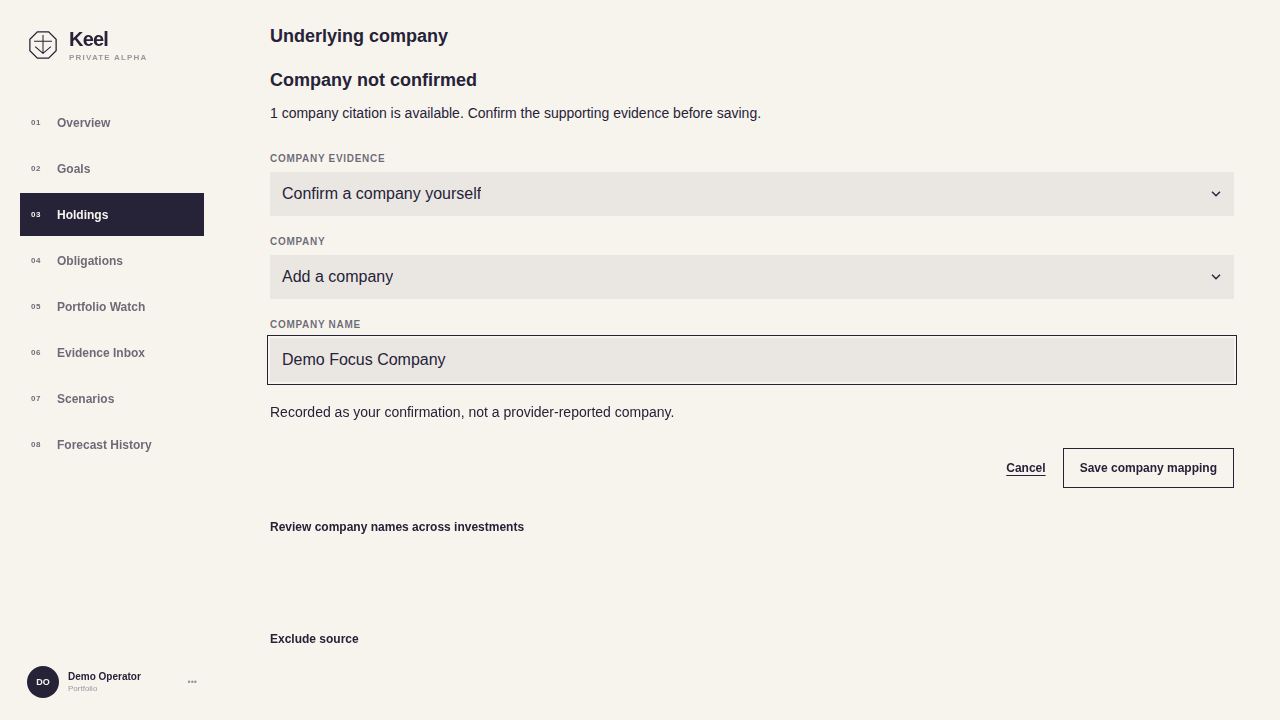 Keel
PRIVATE ALPHA
01 Overview
02 Goals
03 Holdings
04 Obligations
05 Portfolio Watch
06 Evidence Inbox
07 Scenarios
08 Forecast History
DO
Demo Operator
Portfolio
Underlying company
Company not confirmed
1 company citation is available. Confirm the supporting evidence before saving.
COMPANY EVIDENCE
Confirm a company yourself
COMPANY
Add a company
COMPANY NAME
Demo Focus Company
Recorded as your confirmation, not a provider-reported company.
Cancel
Save company mapping
Review company names across investments
Exclude source